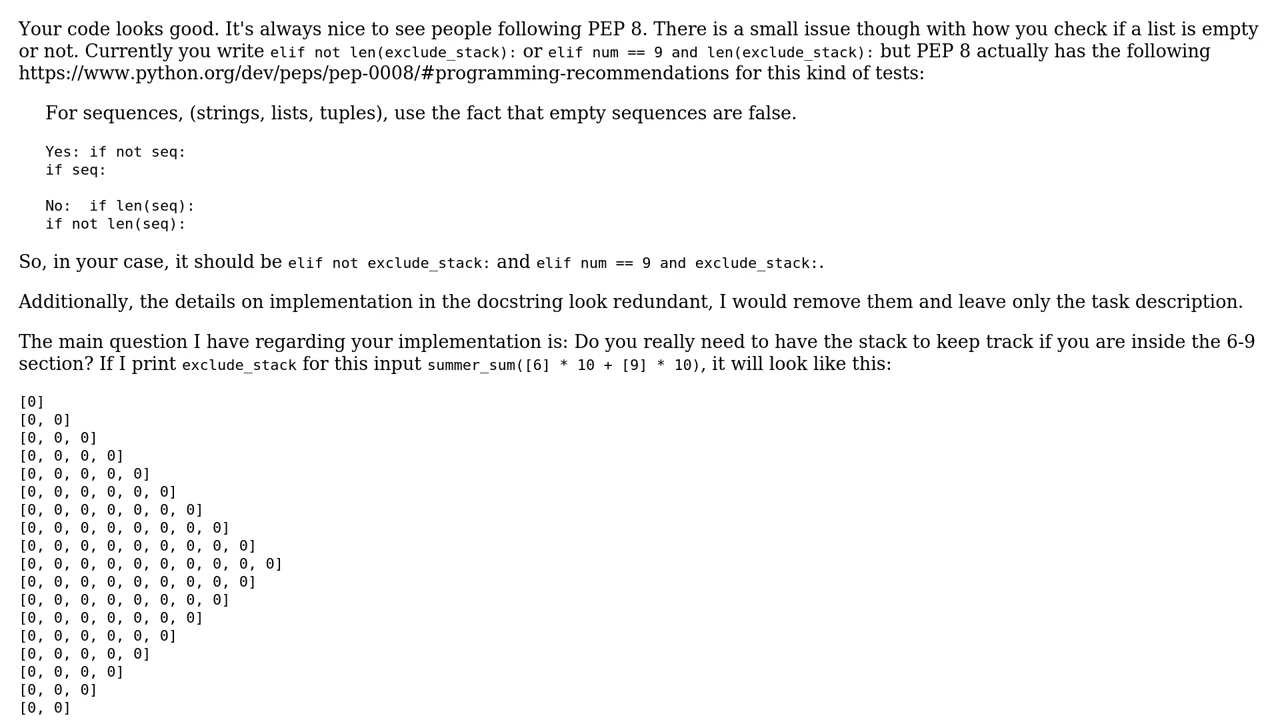 Your code looks good. It's always nice to see people following PEP 8. There is a small issue though with how you check if a list is empty
or not. Currently you write elif not len(exclude_stack): or elif num == 9 and len(exclude_stack): but PEP 8 actually has the following
https://www.python.org/dev/peps/pep-0008/#programming-recommendations for this kind of tests:
For sequences, (strings, lists, tuples), use the fact that empty sequences are false.
Yes: if not seq:
if seq:
No:  if len(seq):
if not len(seq):
So, in your case, it should be elif not exclude_stack: and elif num == 9 and exclude_stack:.
Additionally, the details on implementation in the docstring look redundant, I would remove them and leave only the task description.
The main question I have regarding your implementation is: Do you really need to have the stack to keep track if you are inside the 6-9
section? If I print exclude_stack for this input summer_sum([6] * 10 + [9] * 10), it will look like this:
[0]
[0, 0]
[0, 0, 0]
[0, 0, 0, 0]
[0, 0, 0, 0, 0]
[0, 0, 0, 0, 0, 0]
[0, 0, 0, 0, 0, 0, 0]
[0, 0, 0, 0, 0, 0, 0, 0]
[0, 0, 0, 0, 0, 0, 0, 0, 0]
[0, 0, 0, 0, 0, 0, 0, 0, 0, 0]
[0, 0, 0, 0, 0, 0, 0, 0, 0]
[0, 0, 0, 0, 0, 0, 0, 0]
[0, 0, 0, 0, 0, 0, 0]
[0, 0, 0, 0, 0, 0]
[0, 0, 0, 0, 0]
[0, 0, 0, 0]
[0, 0, 0]
[0, 0]